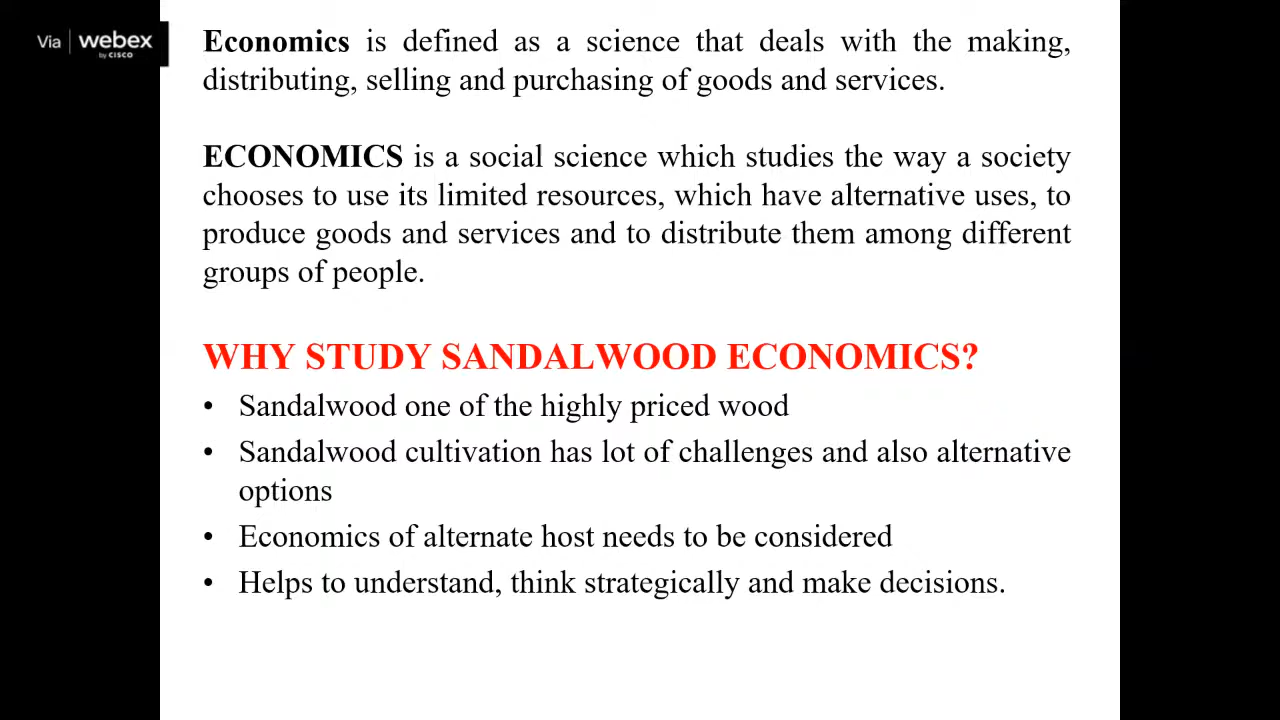 Via webex
by CISCO
Economics is defined as a science that deals with the making,
distributing, selling and purchasing of goods and services.
ECONOMICS is a social science which studies the way a society
chooses to use its limited resources, which have alternative uses, to
produce goods and services and to distribute them among different
groups of people.
WHY STUDY SANDALWOOD ECONOMICS?
• Sandalwood one of the highly priced wood
• Sandalwood cultivation has lot of challenges and also alternative
options
• Economics of alternate host needs to be considered
• Helps to understand, think strategically and make decisions.